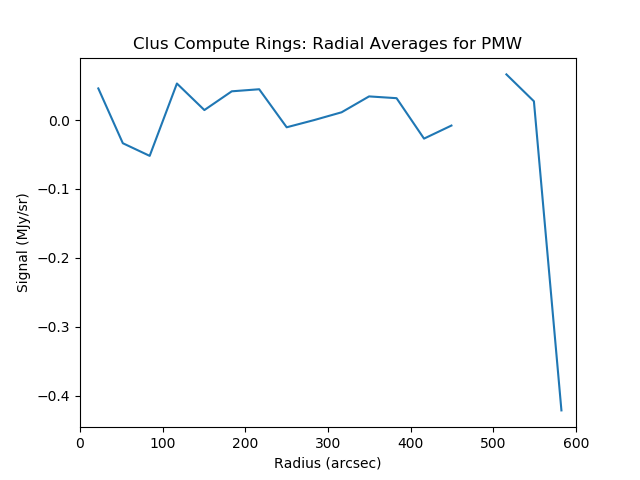 Clus Compute Rings: Radial Averages for PMW
Signal (MJy/sr)
0.0
−0.1
−0.2
−0.3
−0.4
0 100 200 300 400 500 600
Radius (arcsec)